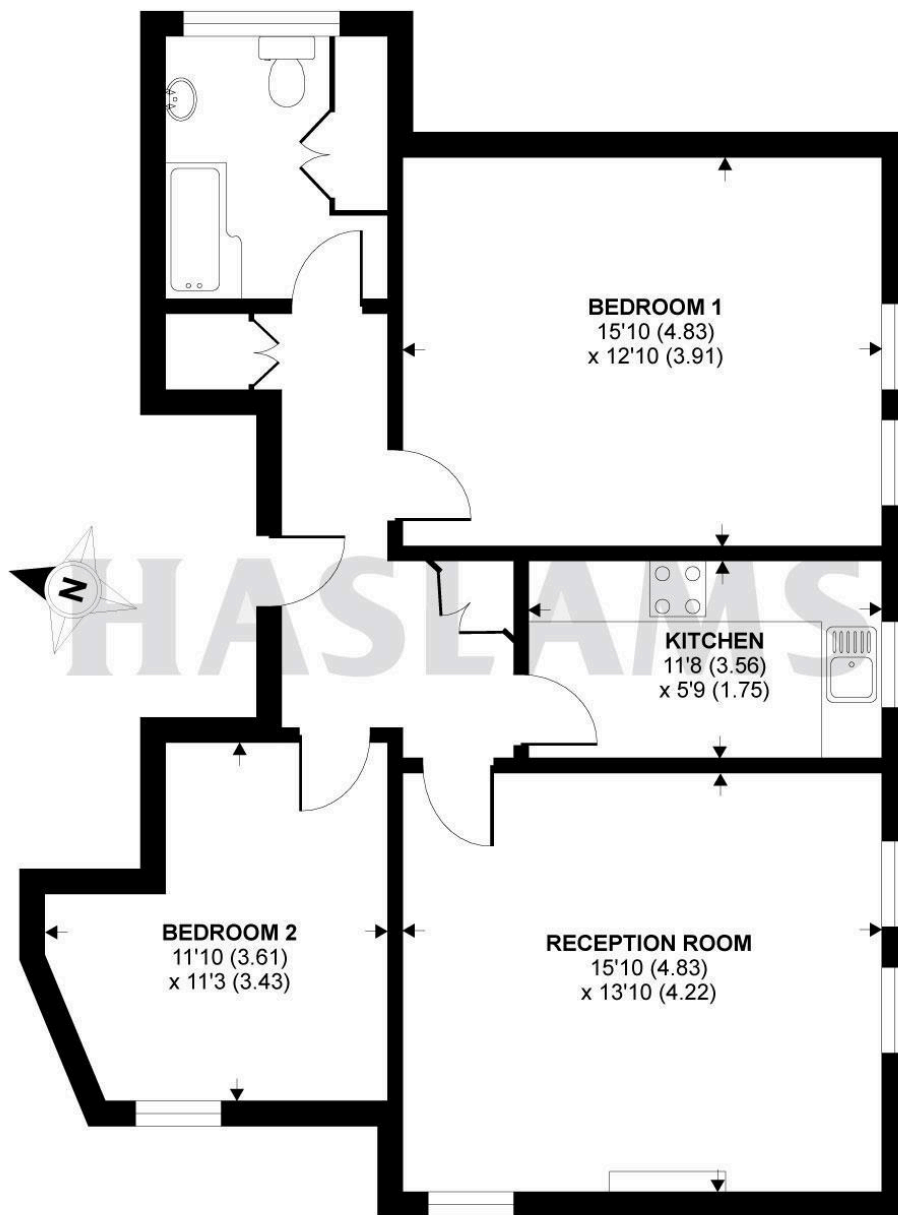 BEDROOM 1
15'10 (4.83)
x 12'10 (3.91)
N
HASLAMS
KITCHEN
11'8 (3.56)
x 5'9 (1.75)
BEDROOM 2
11'10 (3.61)
x 11'3 (3.43)
RECEPTION ROOM
15'10 (4.83)
x 13'10 (4.22)